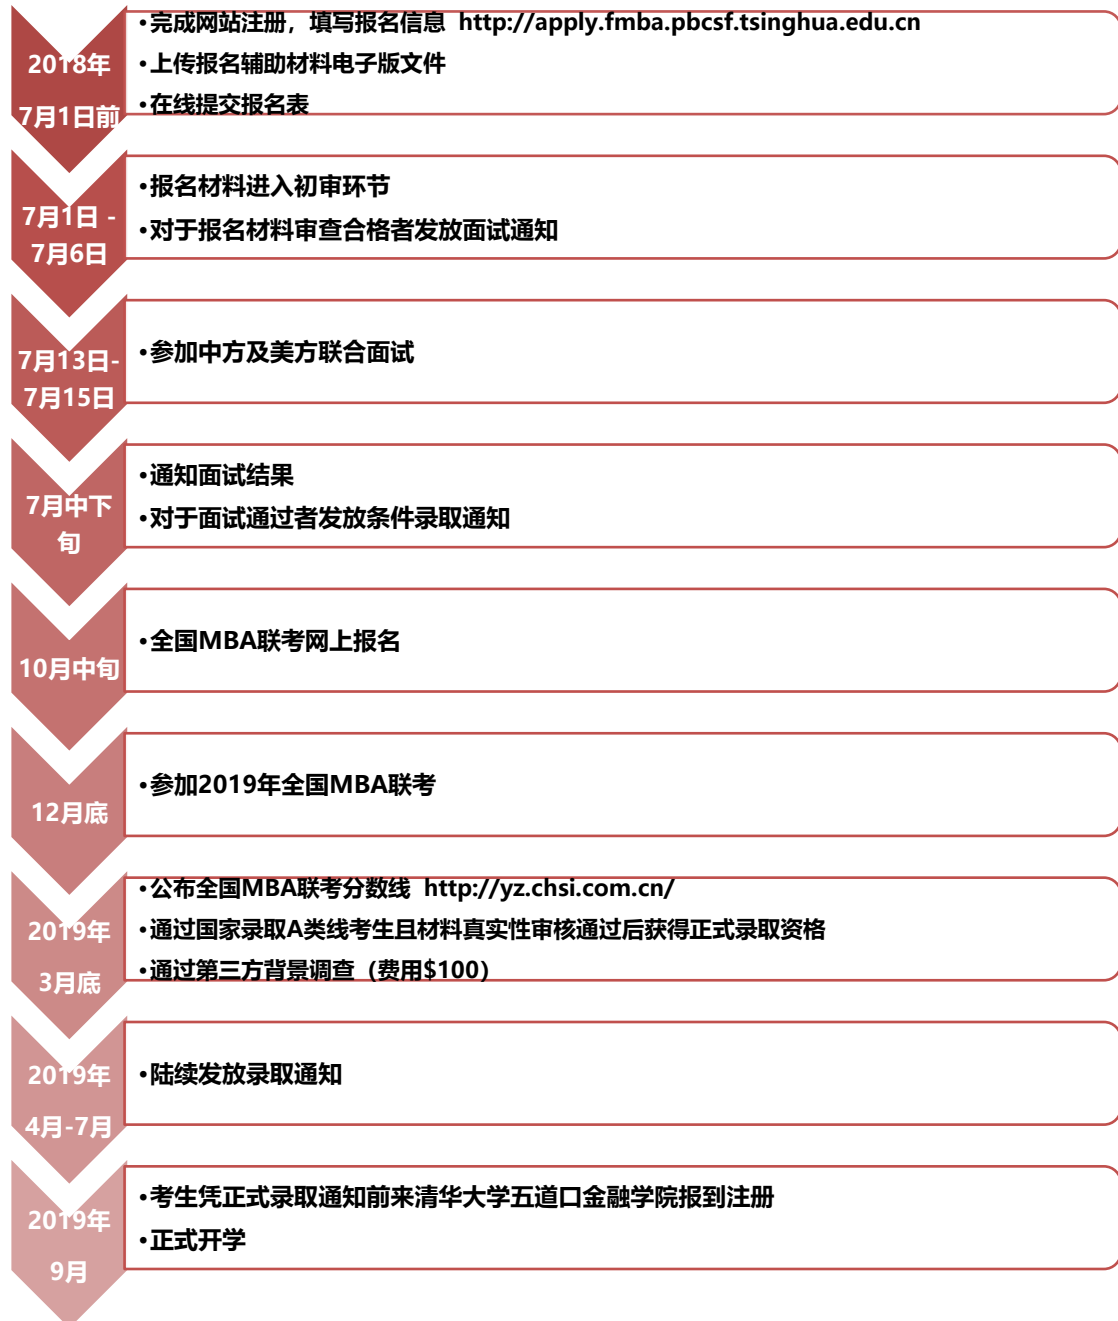 2018年
7月1日前
•完成网站注册，填写报名信息 http://apply.fmba.pbcsf.tsinghua.edu.cn
•上传报名辅助材料电子版文件
•在线提交报名表
7月1日 -
7月6日
•报名材料进入初审环节
•对于报名材料审查合格者发放面试通知
7月13日-
7月15日
•参加中方及美方联合面试
7月中下
旬
•通知面试结果
•对于面试通过者发放条件录取通知
10月中旬
•全国MBA联考网上报名
12月底
•参加2019年全国MBA联考
2019年
3月底
•公布全国MBA联考分数线 http://yz.chsi.com.cn/
•通过国家录取A类线考生且材料真实性审核通过后获得正式录取资格
•通过第三方背景调查（费用$100）
2019年
4月-7月
•陆续发放录取通知
2019年
9月
•考生凭正式录取通知前来清华大学五道口金融学院报到注册
•正式开学